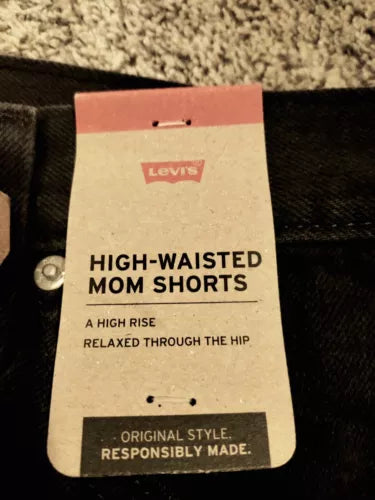 Levi's
HIGH-WAISTED
MOM SHORTS
A HIGH RISE
RELAXED THROUGH THE HIP
ORIGINAL STYLE.
RESPONSIBLY MADE.